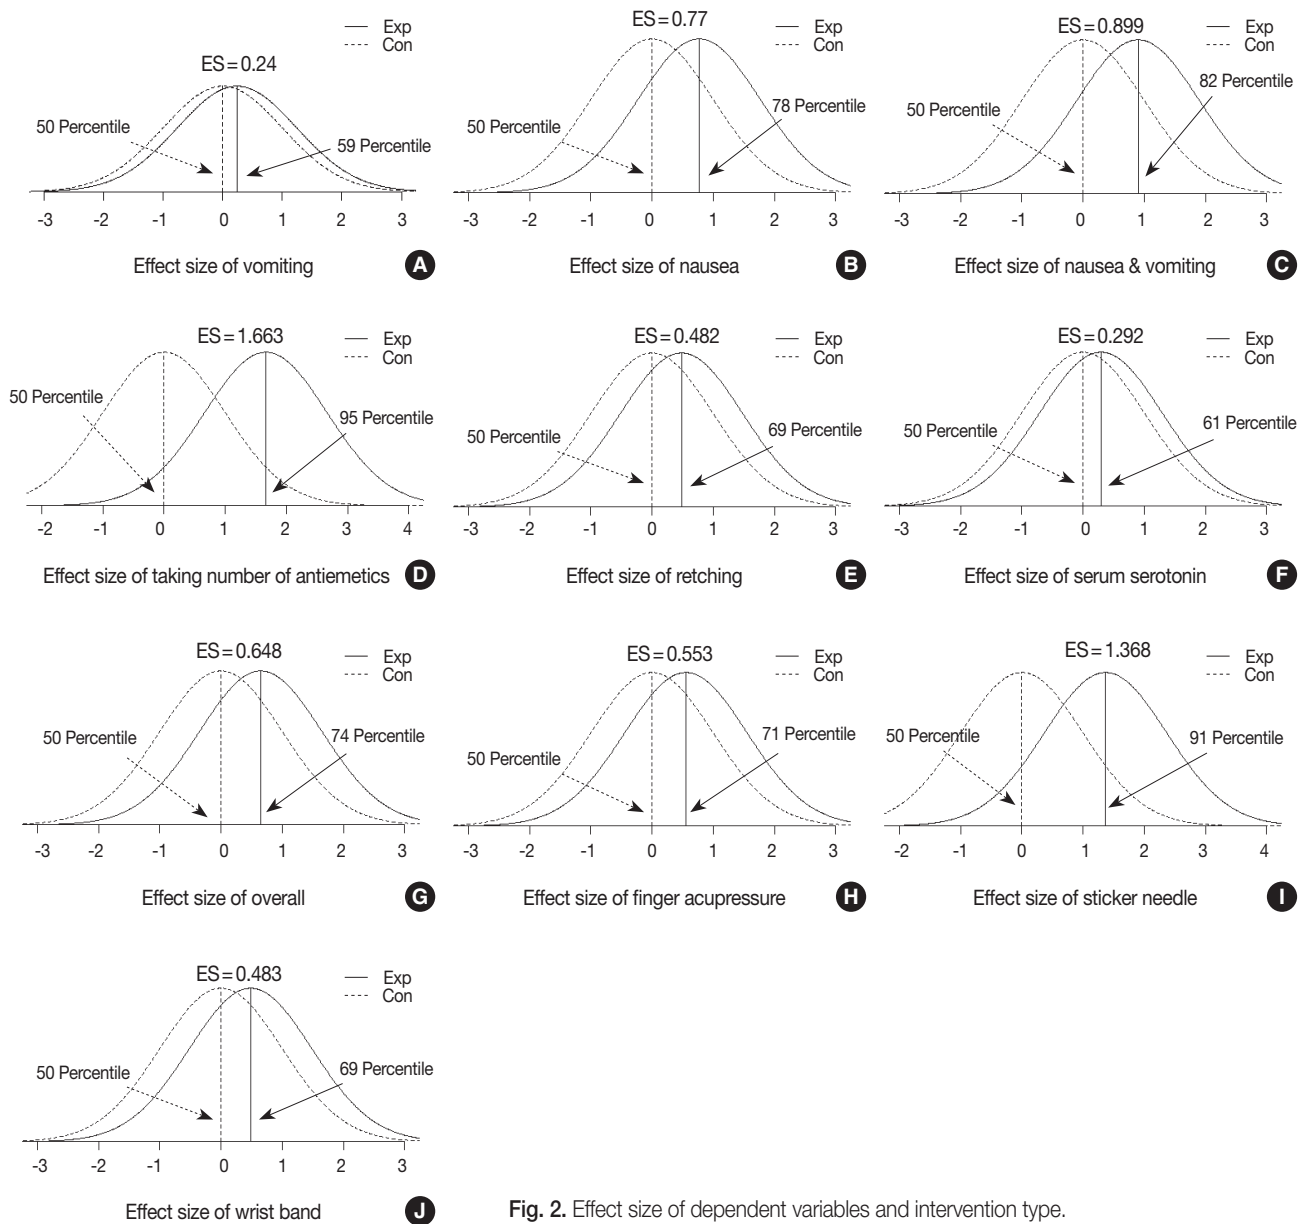 ES=0.24
Exp
Con
50 Percentile
59 Percentile
-3 -2 -1 0 1 2 3
Effect size of vomiting A
ES=0.77
Exp
Con
50 Percentile
78 Percentile
-3 -2 -1 0 1 2 3
Effect size of nausea B
ES=0.899
Exp
Con
50 Percentile
82 Percentile
-3 -2 -1 0 1 2 3
Effect size of nausea & vomiting C
ES=1.663
Exp
Con
50 Percentile
95 Percentile
-2 -1 0 1 2 3 4
Effect size of taking number of antiemetics D
ES=0.482
Exp
Con
50 Percentile
69 Percentile
-3 -2 -1 0 1 2 3
Effect size of retching E
ES=0.292
Exp
Con
50 Percentile
61 Percentile
-3 -2 -1 0 1 2 3
Effect size of serum serotonin F
ES=0.648
Exp
Con
50 Percentile
74 Percentile
-3 -2 -1 0 1 2 3
Effect size of overall G
ES=0.553
Exp
Con
50 Percentile
71 Percentile
-3 -2 -1 0 1 2 3
Effect size of finger acupressure H
ES=1.368
Exp
Con
50 Percentile
91 Percentile
-2 -1 0 1 2 3 4
Effect size of sticker needle I
ES=0.483
Exp
Con
50 Percentile
69 Percentile
-3 -2 -1 0 1 2 3
Effect size of wrist band J
Fig. 2. Effect size of dependent variables and intervention type.